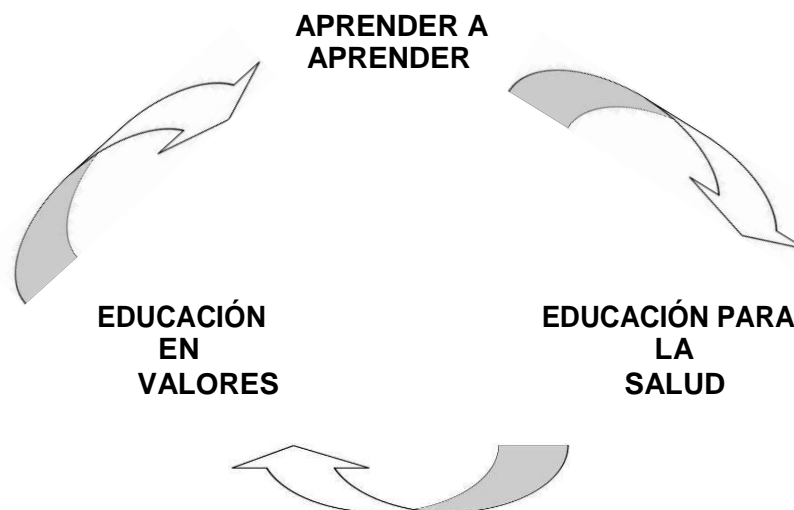 APRENDER A
APRENDER
EDUCACIÓN
EN
VALORES
EDUCACIÓN PARA
LA
SALUD